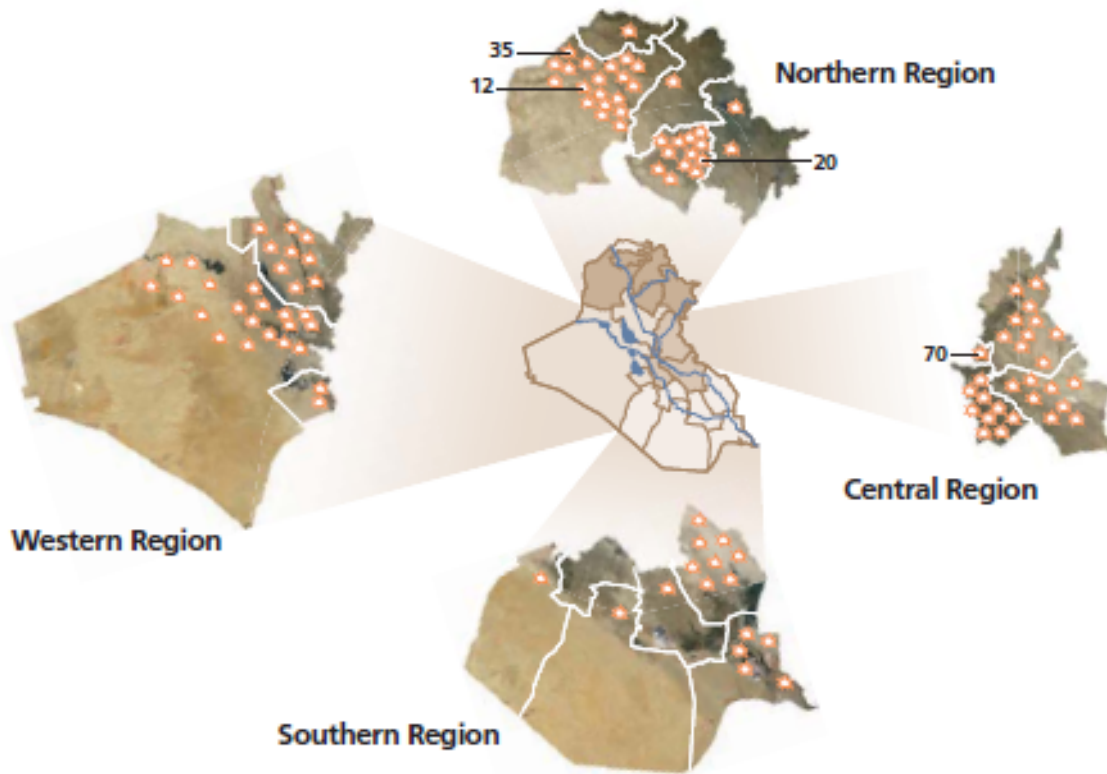 35
12
Northern Region
20
70
Central Region
Western Region
Southern Region